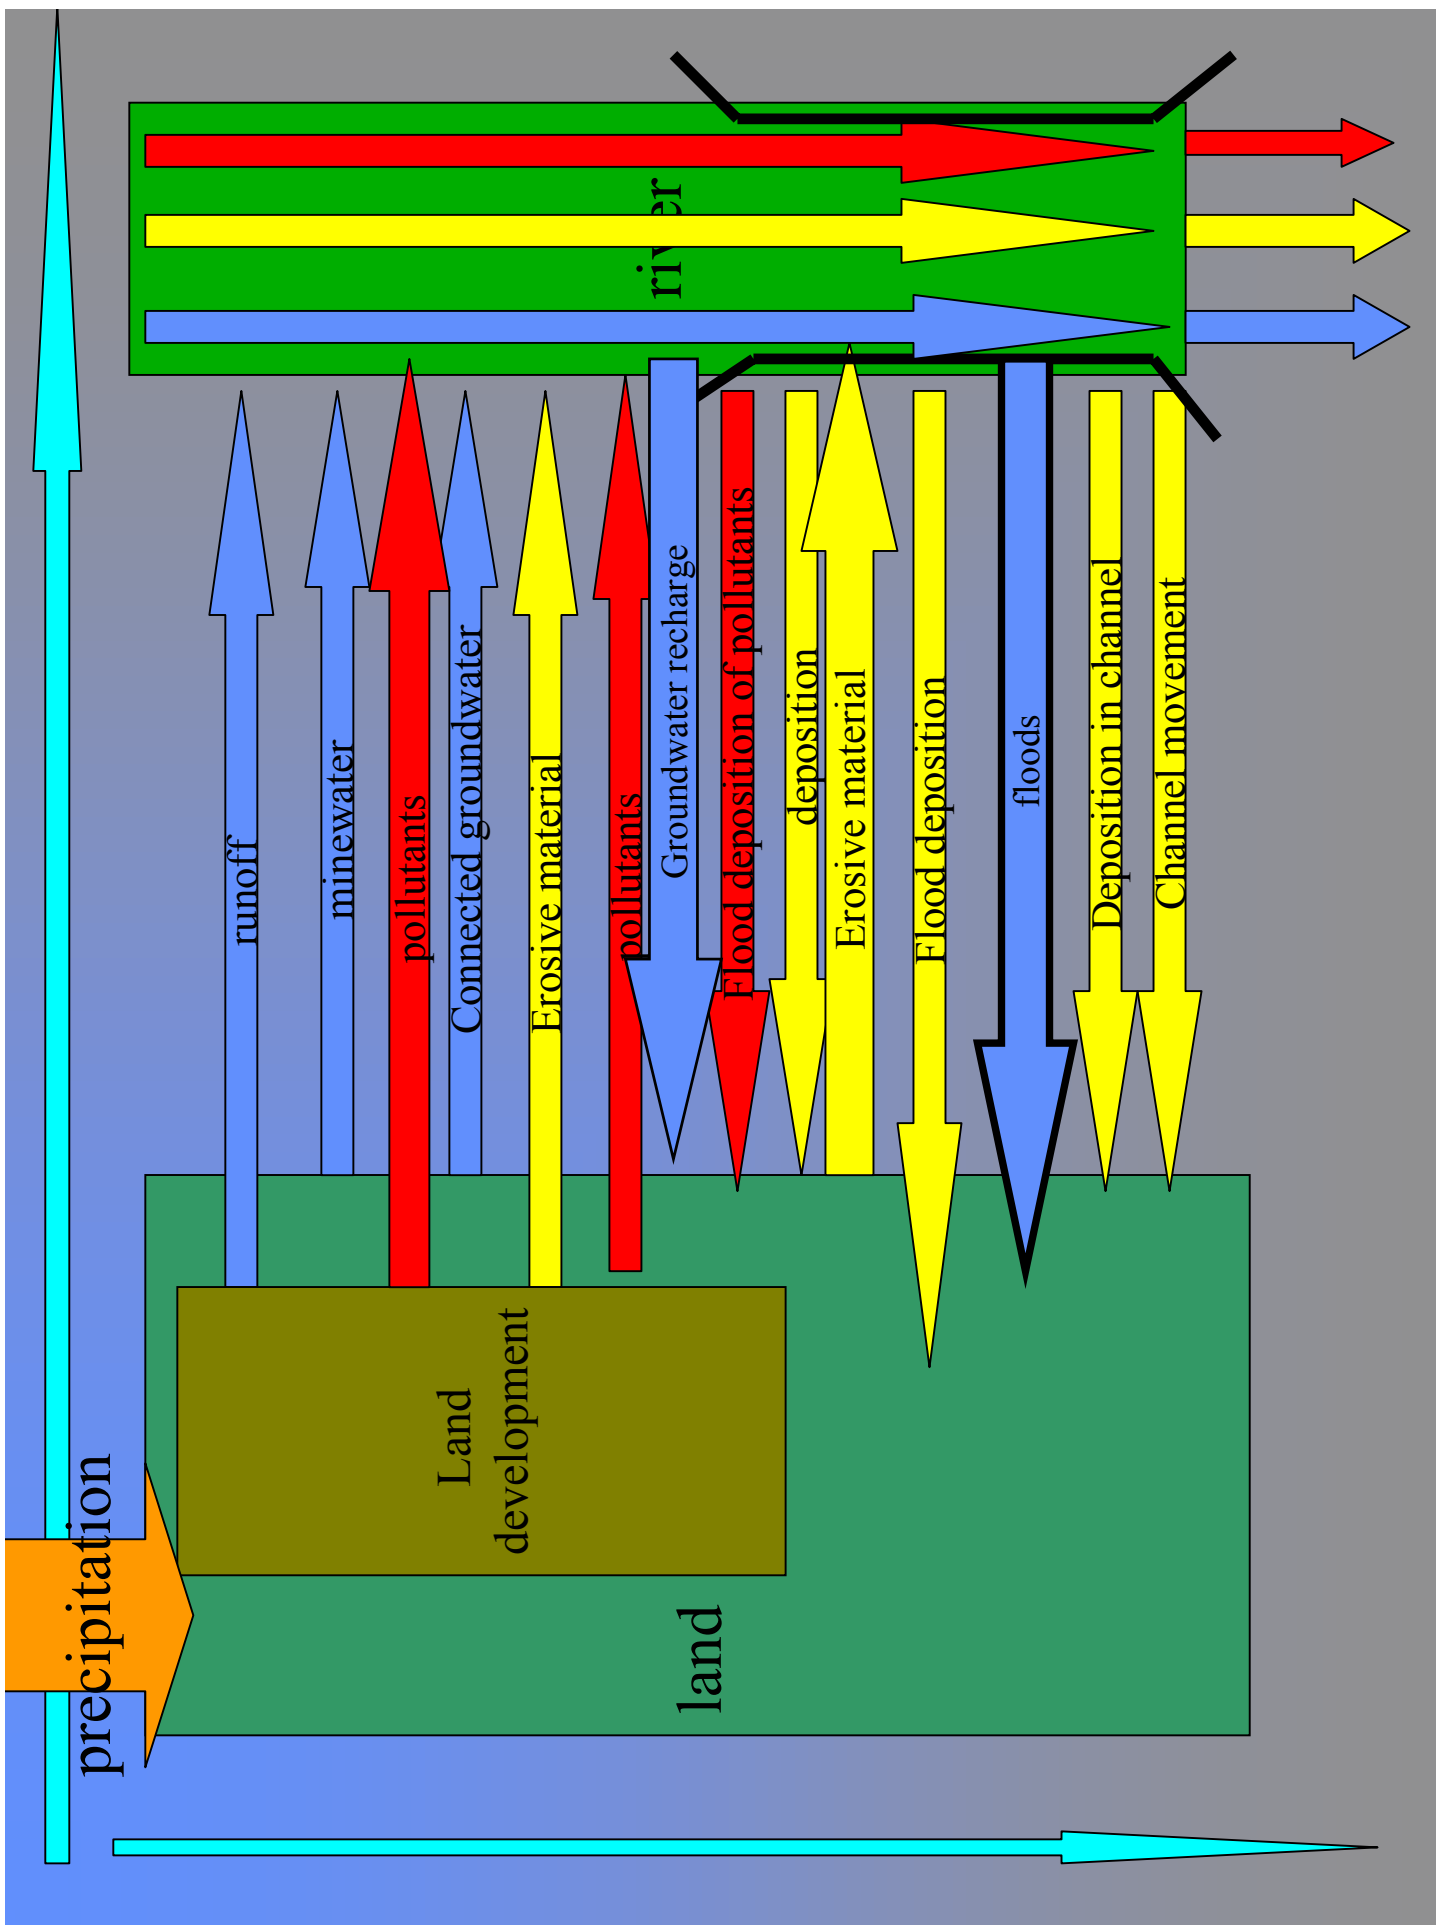 river
runoff
minewater
pollutants
Connected groundwater
Erosive material
pollutants
Groundwater recharge
Flood deposition of pollutants
deposition
Erosive material
Flood deposition
floods
Deposition in channel
Channel movement
Land
development
precipitation
land